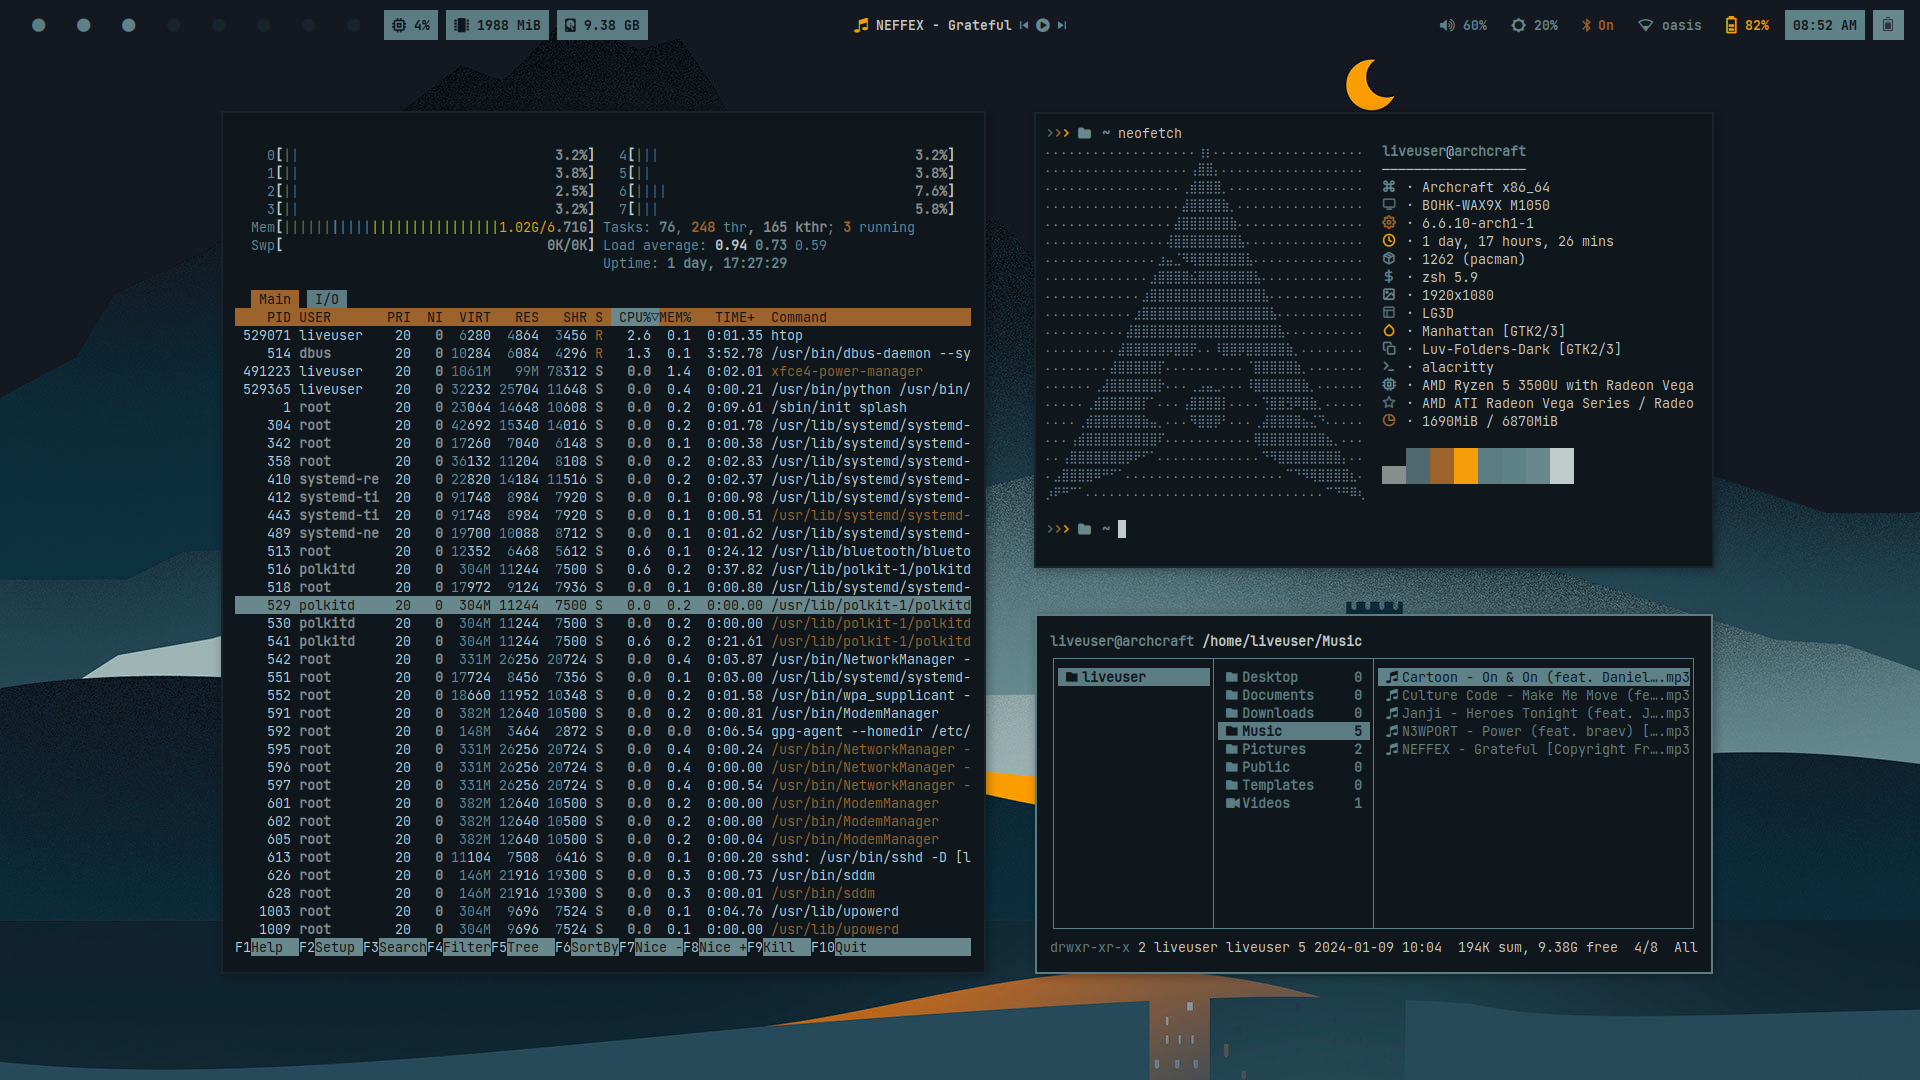 4% 1988 MiB 9.38 GB NEFFEX - Grateful 60% 20% On oasis 82% 08:52 AM
0[|| 3.2%] 4[||| 3.2%]
1[|| 3.8%] 5[|| 3.8%]
2[|| 2.5%] 6[|||| 7.6%]
3[|| 3.2%] 7[||| 5.8%]
Mem[|||||||||||||||||||||||||||1.02G/6.71G] Tasks: 76, 248 thr, 165 kthr; 3 running
Swp[ 0K/0K] Load average: 0.94 0.73 0.59
Uptime: 1 day, 17:27:29
Main I/O
PID USER PRI NI VIRT RES SHR S CPU%▽MEM% TIME+ Command
529071 liveuser 20 0 6280 4864 3456 R 2.6 0.1 0:01.35 htop
514 dbus 20 0 10284 6084 4296 R 1.3 0.1 3:52.78 /usr/bin/dbus-daemon --sy
491223 liveuser 20 0 1061M 99M 78312 S 0.0 1.4 0:02.01 xfce4-power-manager
529365 liveuser 20 0 32232 25704 11648 S 0.0 0.4 0:00.21 /usr/bin/python /usr/bin/
1 root 20 0 23064 14648 10608 S 0.0 0.2 0:09.61 /sbin/init splash
304 root 20 0 42692 15340 14016 S 0.0 0.2 0:01.78 /usr/lib/systemd/systemd-
342 root 20 0 17260 7040 6148 S 0.0 0.1 0:00.38 /usr/lib/systemd/systemd-
358 root 20 0 36132 11204 8108 S 0.0 0.2 0:02.83 /usr/lib/systemd/systemd-
410 systemd-re 20 0 22820 14184 11516 S 0.0 0.2 0:02.37 /usr/lib/systemd/systemd-
412 systemd-ti 20 0 91748 8984 7920 S 0.0 0.1 0:00.98 /usr/lib/systemd/systemd-
443 systemd-ti 20 0 91748 8984 7920 S 0.0 0.1 0:00.51 /usr/lib/systemd/systemd-
489 systemd-ne 20 0 19700 10088 8712 S 0.0 0.1 0:01.62 /usr/lib/systemd/systemd-
513 root 20 0 12352 6468 5612 S 0.6 0.1 0:24.12 /usr/lib/bluetooth/blueto
516 polkitd 20 0 304M 11244 7500 S 0.6 0.2 0:37.82 /usr/lib/polkit-1/polkitd
518 root 20 0 17972 9124 7936 S 0.0 0.1 0:00.80 /usr/lib/systemd/systemd-
529 polkitd 20 0 304M 11244 7500 S 0.0 0.2 0:00.00 /usr/lib/polkit-1/polkitd
530 polkitd 20 0 304M 11244 7500 S 0.0 0.2 0:00.00 /usr/lib/polkit-1/polkitd
541 polkitd 20 0 304M 11244 7500 S 0.6 0.2 0:21.61 /usr/lib/polkit-1/polkitd
542 root 20 0 331M 26256 20724 S 0.0 0.4 0:03.87 /usr/bin/NetworkManager -
551 root 20 0 17724 8456 7356 S 0.0 0.1 0:03.00 /usr/lib/systemd/systemd-
552 root 20 0 18660 11952 10348 S 0.0 0.2 0:01.58 /usr/bin/wpa_supplicant -
591 root 20 0 382M 12640 10500 S 0.0 0.2 0:00.81 /usr/bin/ModemManager
592 root 20 0 148M 3464 2872 S 0.0 0.0 0:06.54 gpg-agent --homedir /etc/
595 root 20 0 331M 26256 20724 S 0.0 0.4 0:00.24 /usr/bin/NetworkManager -
596 root 20 0 331M 26256 20724 S 0.0 0.4 0:00.00 /usr/bin/NetworkManager -
597 root 20 0 331M 26256 20724 S 0.0 0.4 0:00.54 /usr/bin/NetworkManager -
601 root 20 0 382M 12640 10500 S 0.0 0.2 0:00.00 /usr/bin/ModemManager
602 root 20 0 382M 12640 10500 S 0.0 0.2 0:00.00 /usr/bin/ModemManager
605 root 20 0 382M 12640 10500 S 0.0 0.2 0:00.04 /usr/bin/ModemManager
613 root 20 0 11104 7508 6416 S 0.0 0.1 0:00.20 sshd: /usr/bin/sshd -D [l
626 root 20 0 146M 21916 19300 S 0.0 0.3 0:00.73 /usr/bin/sddm
628 root 20 0 146M 21916 19300 S 0.0 0.3 0:00.01 /usr/bin/sddm
1003 root 20 0 304M 9696 7524 S 0.0 0.1 0:04.76 /usr/lib/upowerd
1009 root 20 0 304M 9696 7524 S 0.0 0.1 0:00.00 /usr/lib/upowerd
F1Help F2Setup F3SearchF4FilterF5Tree F6SortByF7Nice -F8Nice +F9Kill F10Quit
>>> ~ neofetch
liveuser@archcraft
· Archcraft x86_64
· BOHK-WAX9X M1050
· 6.6.10-arch1-1
· 1 day, 17 hours, 26 mins
· 1262 (pacman)
$ · zsh 5.9
· 1920x1080
· LG3D
· Manhattan [GTK2/3]
· Luv-Folders-Dark [GTK2/3]
· alacritty
· AMD Ryzen 5 3500U with Radeon Vega
· AMD ATI Radeon Vega Series / Radeo
· 1690MiB / 6870MiB
>>> ~
liveuser@archcraft /home/liveuser/Music
liveuser Desktop 0 Cartoon - On & On (feat. Daniel….mp3
Documents 0 Culture Code - Make Me Move (fe….mp3
Downloads 0 Janji - Heroes Tonight (feat. J….mp3
Music 5 N3WPORT - Power (feat. braev) [….mp3
Pictures 2 NEFFEX - Grateful [Copyright Fr….mp3
Public 0
Templates 0
Videos 1
drwxr-xr-x 2 liveuser liveuser 5 2024-01-09 10:04 194K sum, 9.38G free 4/8 All